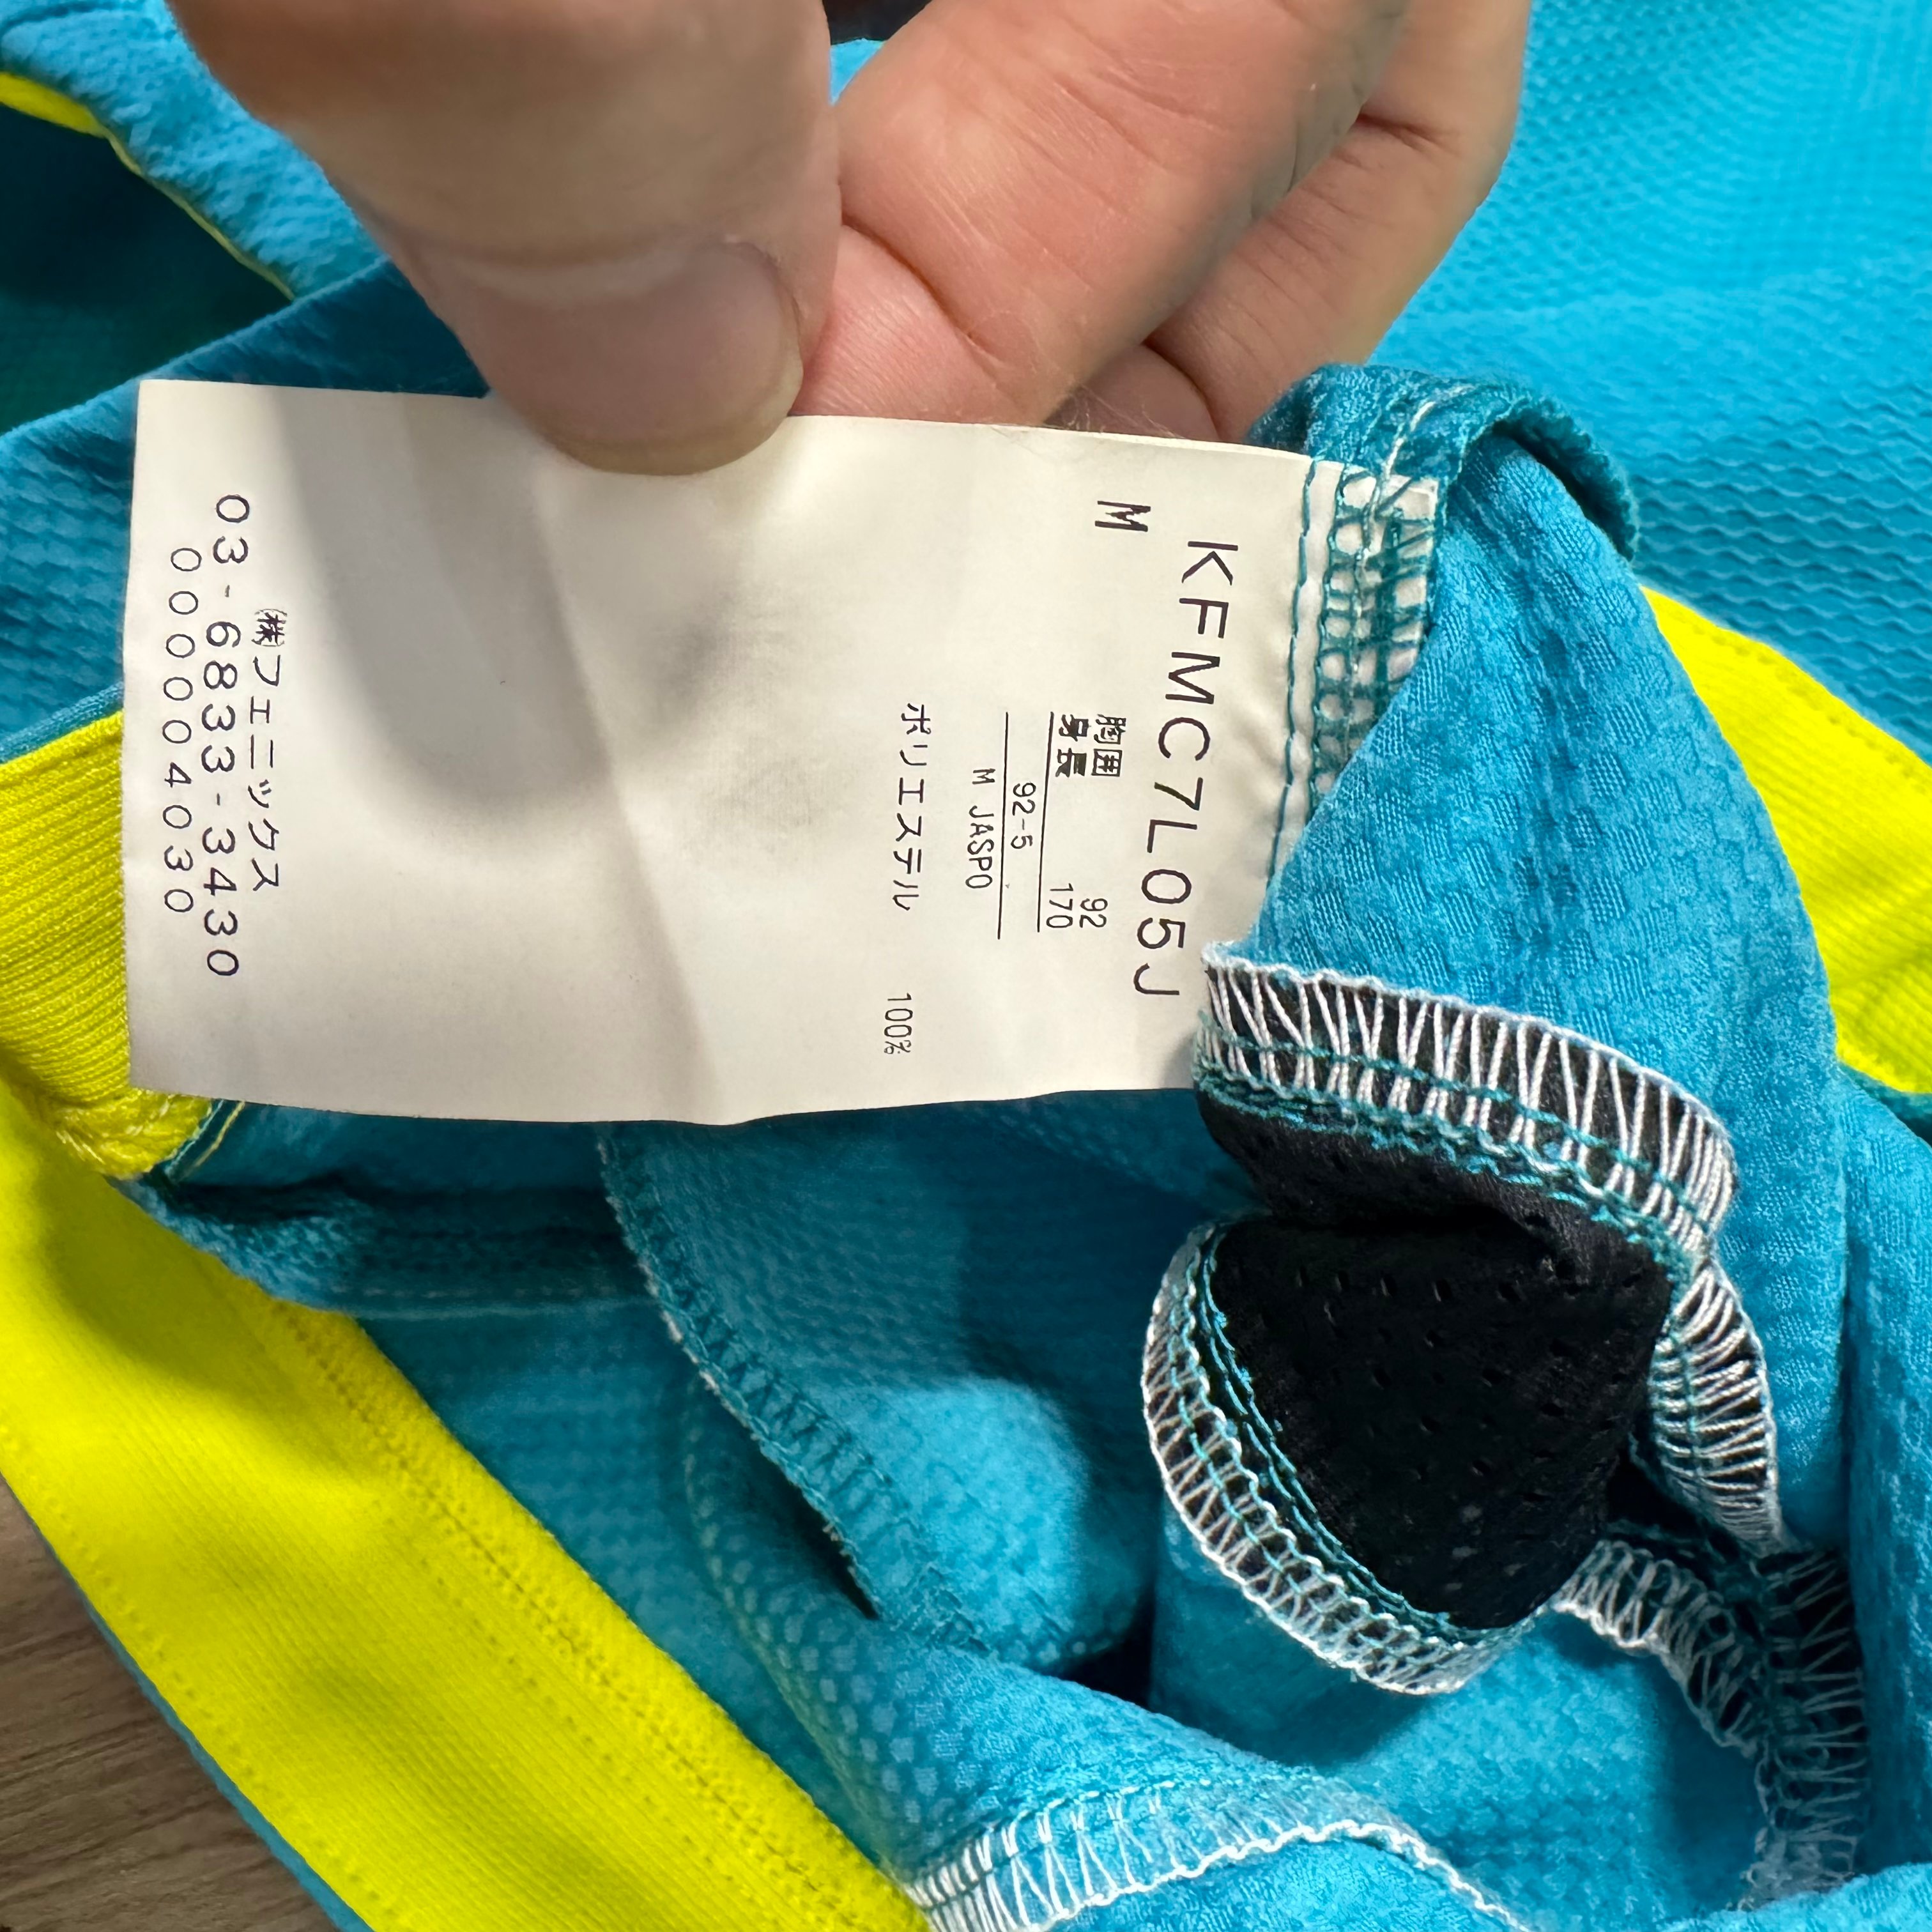 KFMC7L05J
M
胸囲 92
身長 170
92-5
M JASPO
ポリエステル 100%
㈱フェニックス
03-6833-3430
0000004030